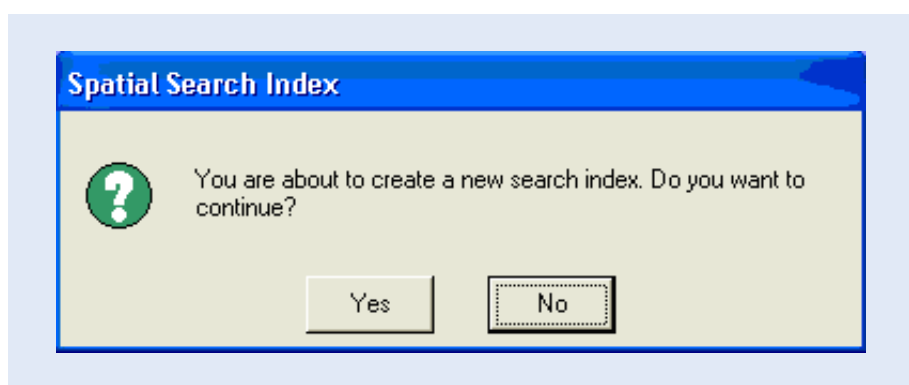 Spatial Search Index
You are about to create a new search index. Do you want to
continue?
Yes No